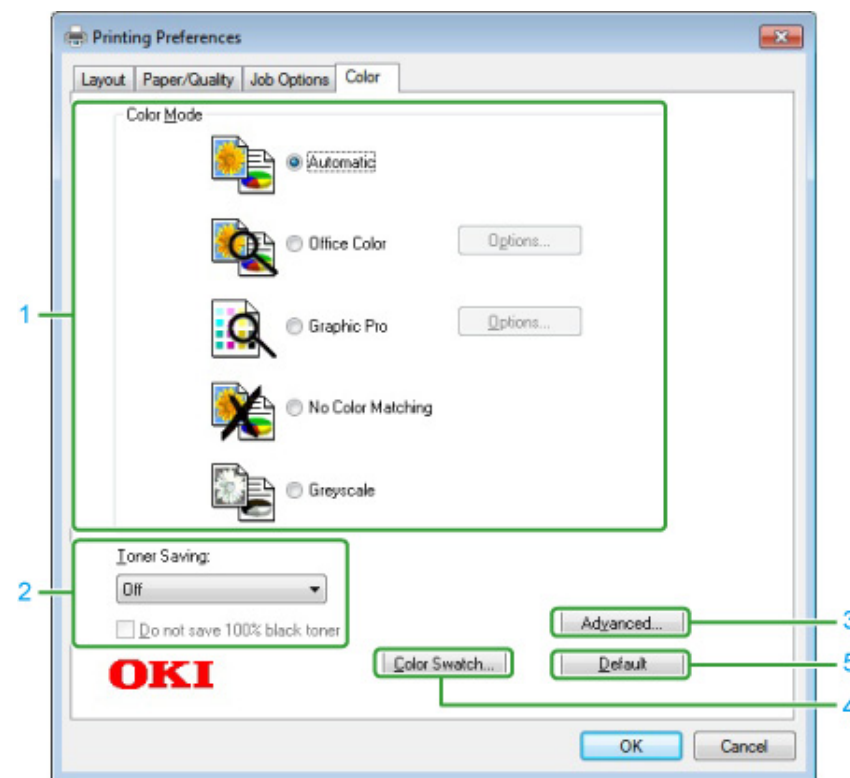 Printing Preferences
Layout Paper/Quality Job Options Color
Color Mode
Automatic
Office Color Options...
1
Graphic Pro Options...
No Color Matching
Greyscale
Toner Saving:
2 Off
Do not save 100% black toner
Advanced... 3
OKI Color Swatch... Default 5
4
OK Cancel